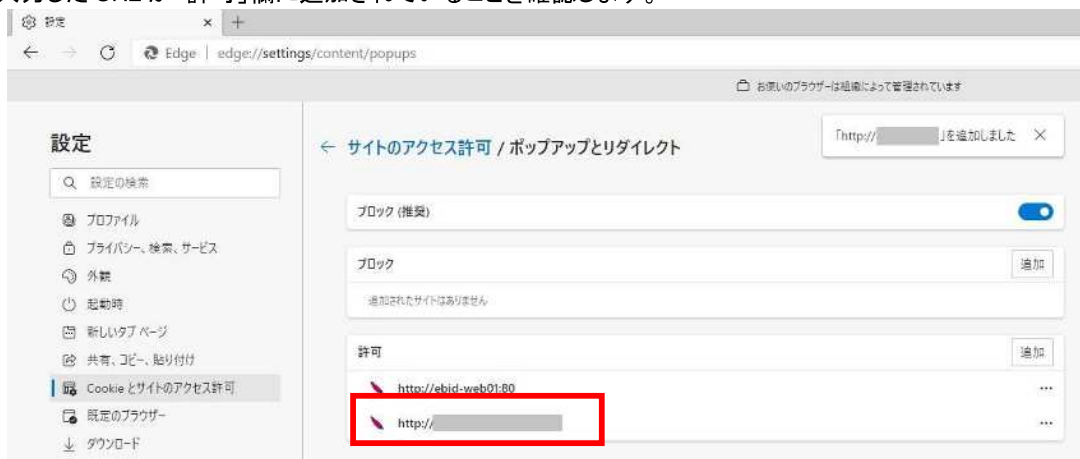 入力した URL が「許可」欄に追加されていることを確認します。
設定
Edge | edge://settings/content/popups
お使いのブラウザーは組織によって管理されています
設定
サイトのアクセス許可 / ポップアップとリダイレクト
「http:// 」を追加しました
設定の検索
ブロック (推奨)
プロファイル
プライバシー、検索、サービス
ブロック
追加
外観
追加されたサイトはありません
起動時
新しいタブ ページ
許可
追加
共有、コピー、貼り付け
Cookie とサイトのアクセス許可
http://ebid-web01:80
既定のブラウザー
http://
ダウンロード